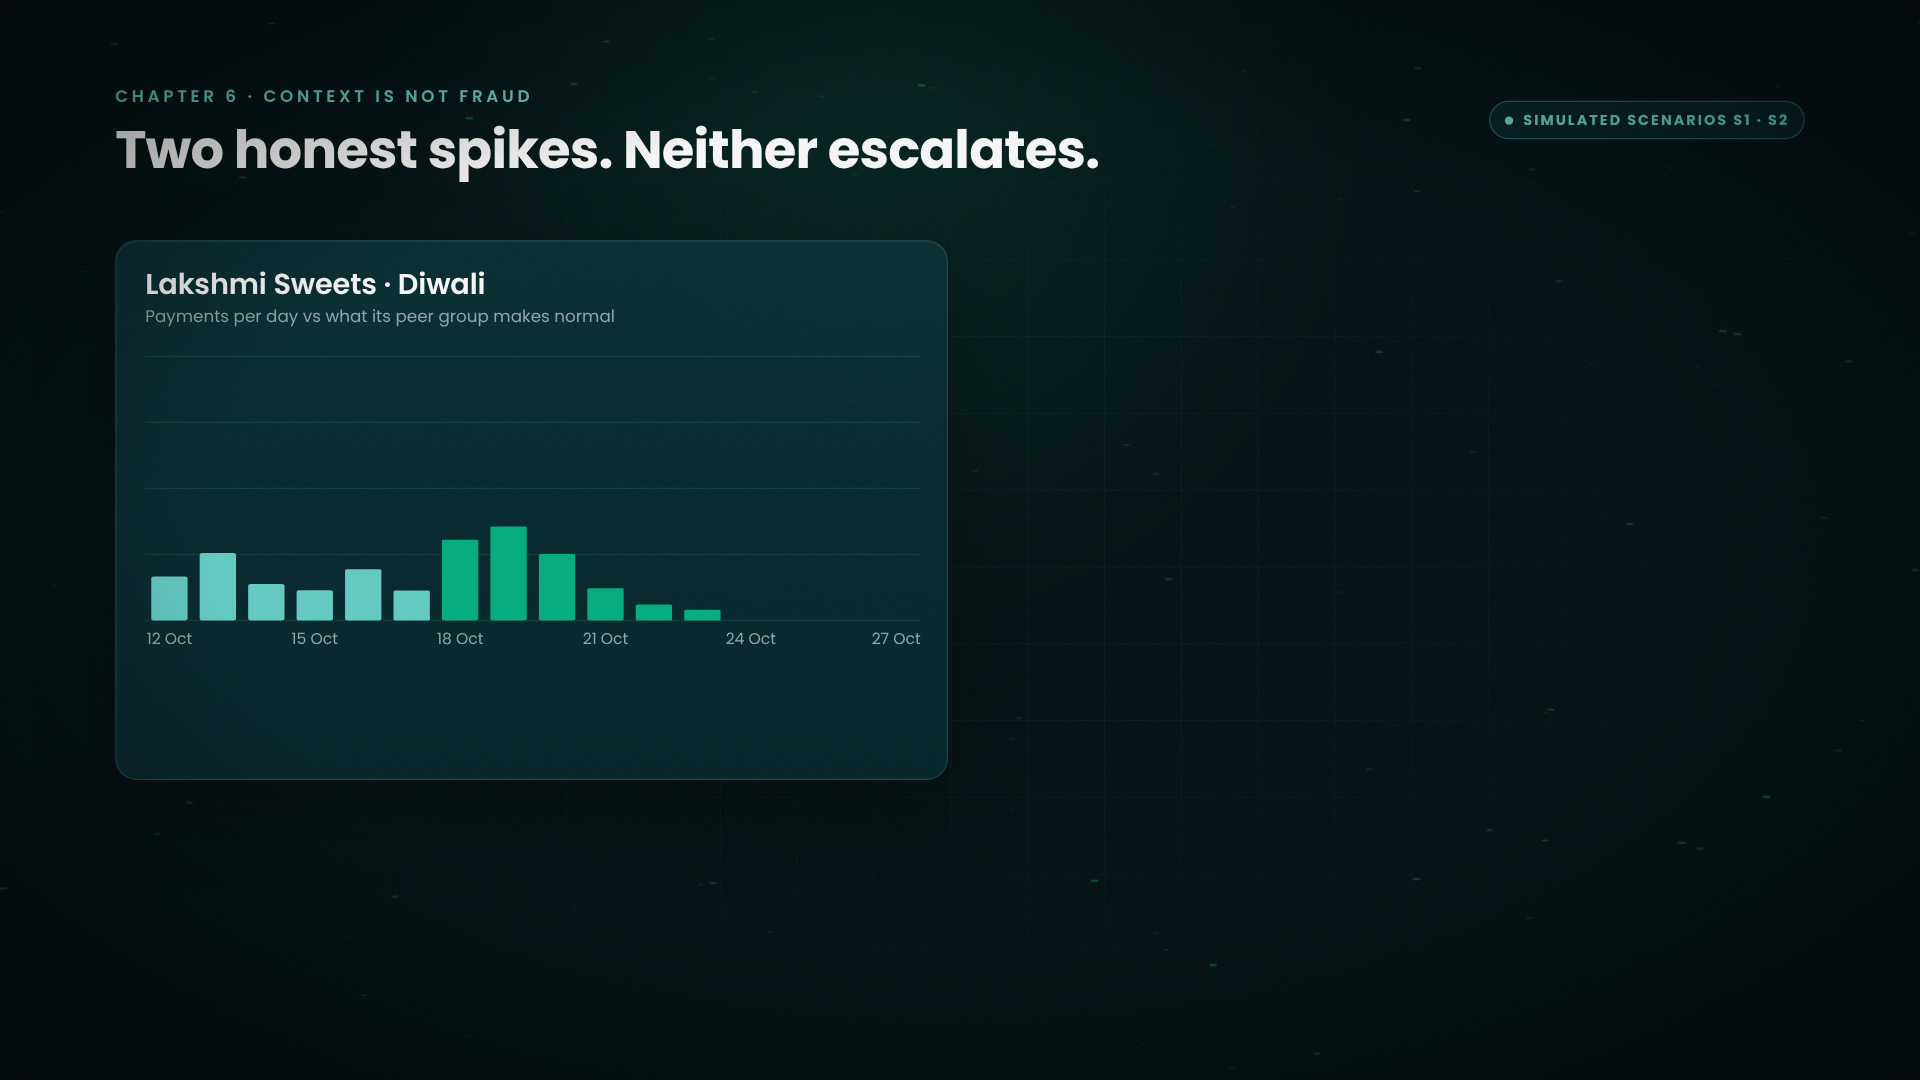 CHAPTER 6 · CONTEXT IS NOT FRAUD
Two honest spikes. Neither escalates.
SIMULATED SCENARIOS S1 · S2
Lakshmi Sweets · Diwali
Payments per day vs what its peer group makes normal
12 Oct 15 Oct 18 Oct 21 Oct 24 Oct 27 Oct